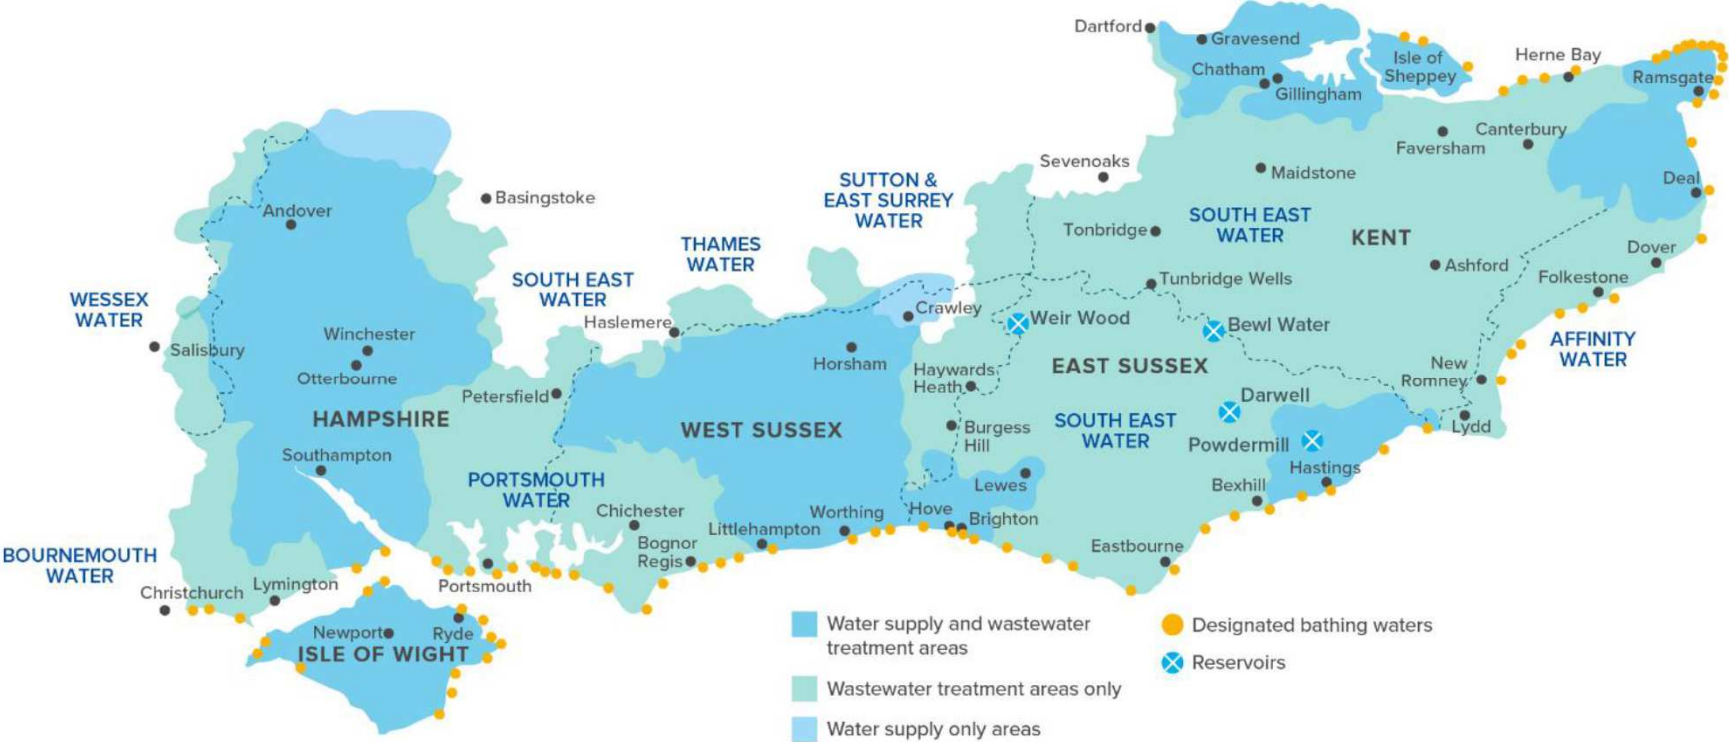 Dartford
Gravesend
Chatham
Gillingham
Isle of
Sheppey
Herne Bay
Ramsgate
Canterbury
Faversham
Sevenoaks
Maidstone
Deal
SUTTON &
EAST SURREY
WATER
Basingstoke
Andover
SOUTH EAST
WATER
KENT
Tonbridge
THAMES
WATER
Dover
Ashford
Folkestone
SOUTH EAST
WATER
Tunbridge Wells
WESSEX
WATER
Haslemere
Crawley
Weir Wood
Bewl Water
AFFINITY
WATER
Winchester
Salisbury
Otterbourne
Horsham
Haywards
Heath
EAST SUSSEX
New
Romney
Petersfield
Darwell
HAMPSHIRE
WEST SUSSEX
Burgess
Hill
SOUTH EAST
WATER
Lydd
Powdermill
Southampton
Hastings
PORTSMOUTH
WATER
Lewes
Bexhill
Chichester
Worthing
Hove
Brighton
Littlehampton
Bognor
Regis
Eastbourne
BOURNEMOUTH
WATER
Christchurch
Lymington
Portsmouth
Newport
Ryde
ISLE OF WIGHT
Water supply and wastewater
treatment areas
Wastewater treatment areas only
Water supply only areas
Designated bathing waters
Reservoirs